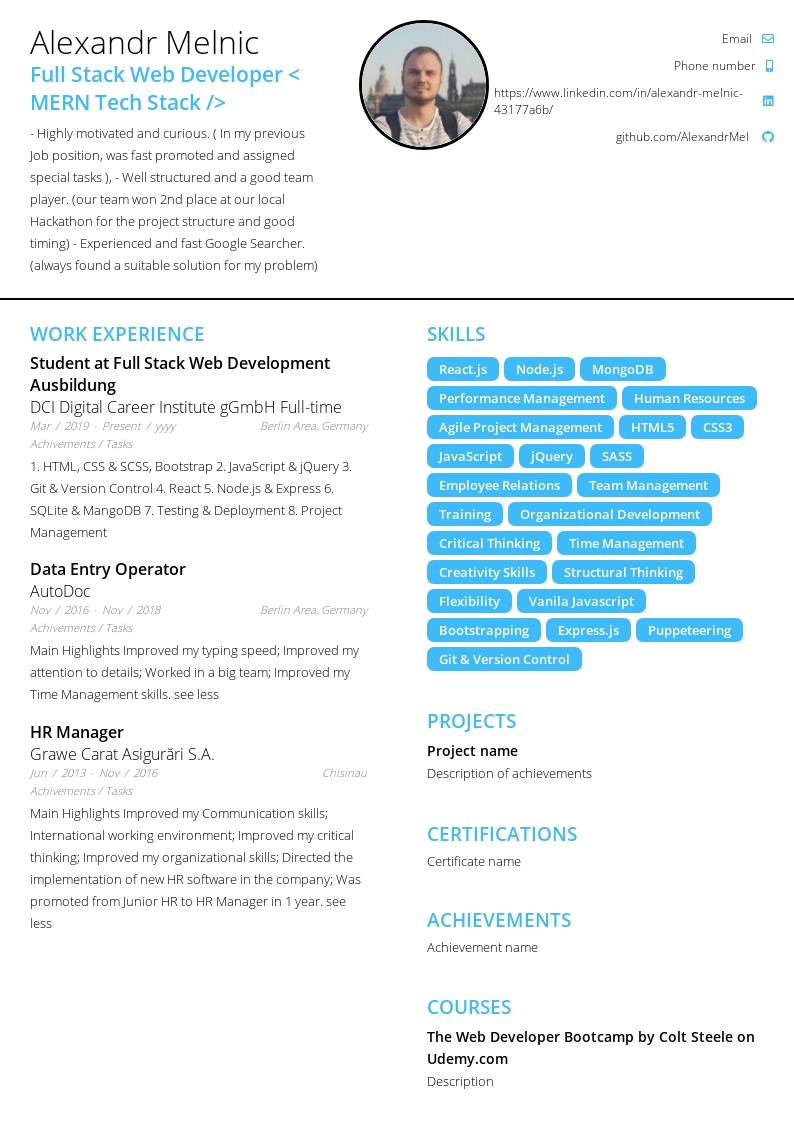 Alexandr Melnic
Full Stack Web Developer <
MERN Tech Stack />
- Highly motivated and curious. ( In my previous
Job position, was fast promoted and assigned
special tasks ), - Well structured and a good team
player. (our team won 2nd place at our local
Hackathon for the project structure and good
timing) - Experienced and fast Google Searcher.
(always found a suitable solution for my problem)
Email
Phone number
https://www.linkedin.com/in/alexandr-melnic-
43177a6b/
github.com/AlexandrMel
WORK EXPERIENCE
Student at Full Stack Web Development
Ausbildung
DCI Digital Career Institute gGmbH Full-time
Mar / 2019 - Present / yyyy Berlin Area, Germany
Achivements / Tasks
1. HTML, CSS & SCSS, Bootstrap 2. JavaScript & jQuery 3.
Git & Version Control 4. React 5. Node.js & Express 6.
SQLite & MangoDB 7. Testing & Deployment 8. Project
Management
Data Entry Operator
AutoDoc
Nov / 2016 - Nov / 2018 Berlin Area, Germany
Achivements / Tasks
Main Highlights Improved my typing speed; Improved my
attention to details; Worked in a big team; Improved my
Time Management skills. see less
HR Manager
Grawe Carat Asigurări S.A.
Jun / 2013 - Nov / 2016 Chisinau
Achivements / Tasks
Main Highlights Improved my Communication skills;
International working environment; Improved my critical
thinking; Improved my organizational skills; Directed the
implementation of new HR software in the company; Was
promoted from Junior HR to HR Manager in 1 year. see
less
SKILLS
React.js Node.js MongoDB
Performance Management Human Resources
Agile Project Management HTML5 CSS3
JavaScript jQuery SASS
Employee Relations Team Management
Training Organizational Development
Critical Thinking Time Management
Creativity Skills Structural Thinking
Flexibility Vanila Javascript
Bootstrapping Express.js Puppeteering
Git & Version Control
PROJECTS
Project name
Description of achievements
CERTIFICATIONS
Certificate name
ACHIEVEMENTS
Achievement name
COURSES
The Web Developer Bootcamp by Colt Steele on
Udemy.com
Description